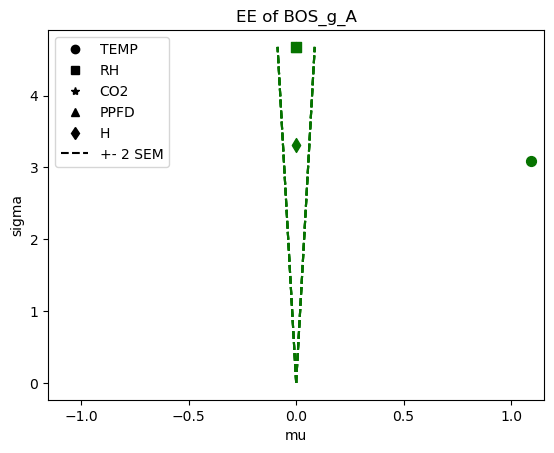 EE of BOS_g_A
TEMP
RH
CO2
PPFD
H
+- 2 SEM
sigma
4
3
2
1
0
−1.0
−0.5
0.0
0.5
1.0
mu